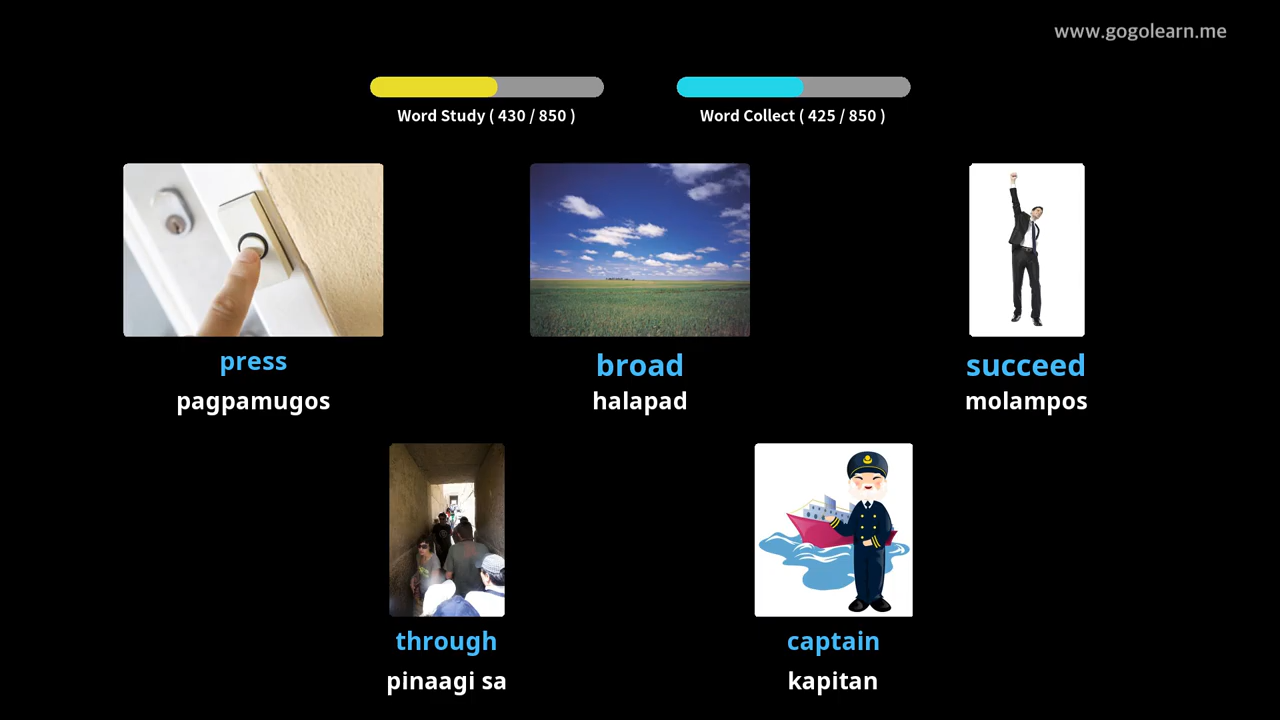 www.gogolearn.me
Word Study ( 430 / 850 )
Word Collect ( 425 / 850 )
press
broad
succeed
pagpamugos
halapad
molampos
through
captain
pinaagi sa
kapitan